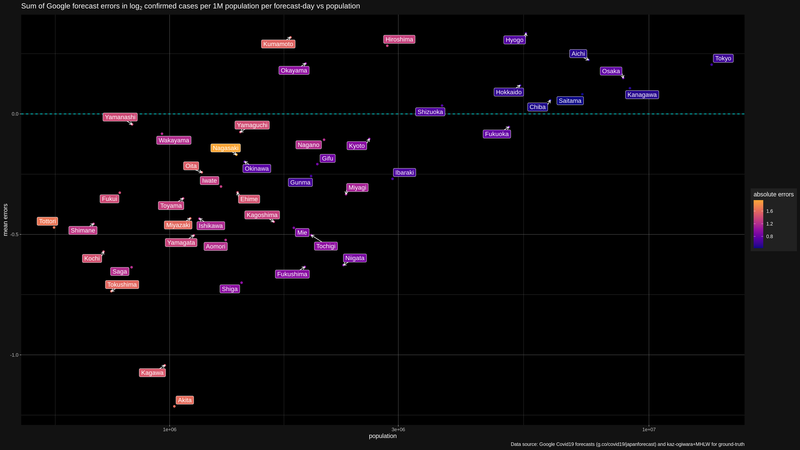 Sum of Google forecast errors in log2 confirmed cases per 1M population per forecast-day vs population
Hyogo
Hiroshima
Kumamoto
Aichi
Tokyo
Okayama
Osaka
Hokkaido
Kanagawa
Saitama
Chiba
Shizuoka
0.0
Yamanashi
Yamaguchi
Fukuoka
Wakayama
Nagano
Kyoto
Nagasaki
Gifu
Oita
Okinawa
Ibaraki
Iwate
Gunma
Miyagi
Fukui
Ehime
Toyama
Kagoshima
Tottori
Miyazaki
Ishikawa
Shimane
Mie
-0.5
Yamagata
Aomori
Tochigi
Kochi
Niigata
Saga
Fukushima
Tokushima
Shiga
-1.0
Kagawa
Akita
mean errors
absolute errors
1.6
1.2
0.8
1e+06
3e+06
1e+07
population
Data source: Google Covid19 forecasts (g.co/covid19/japanforecast) and kaz-ogiwara+MHLW for ground-truth